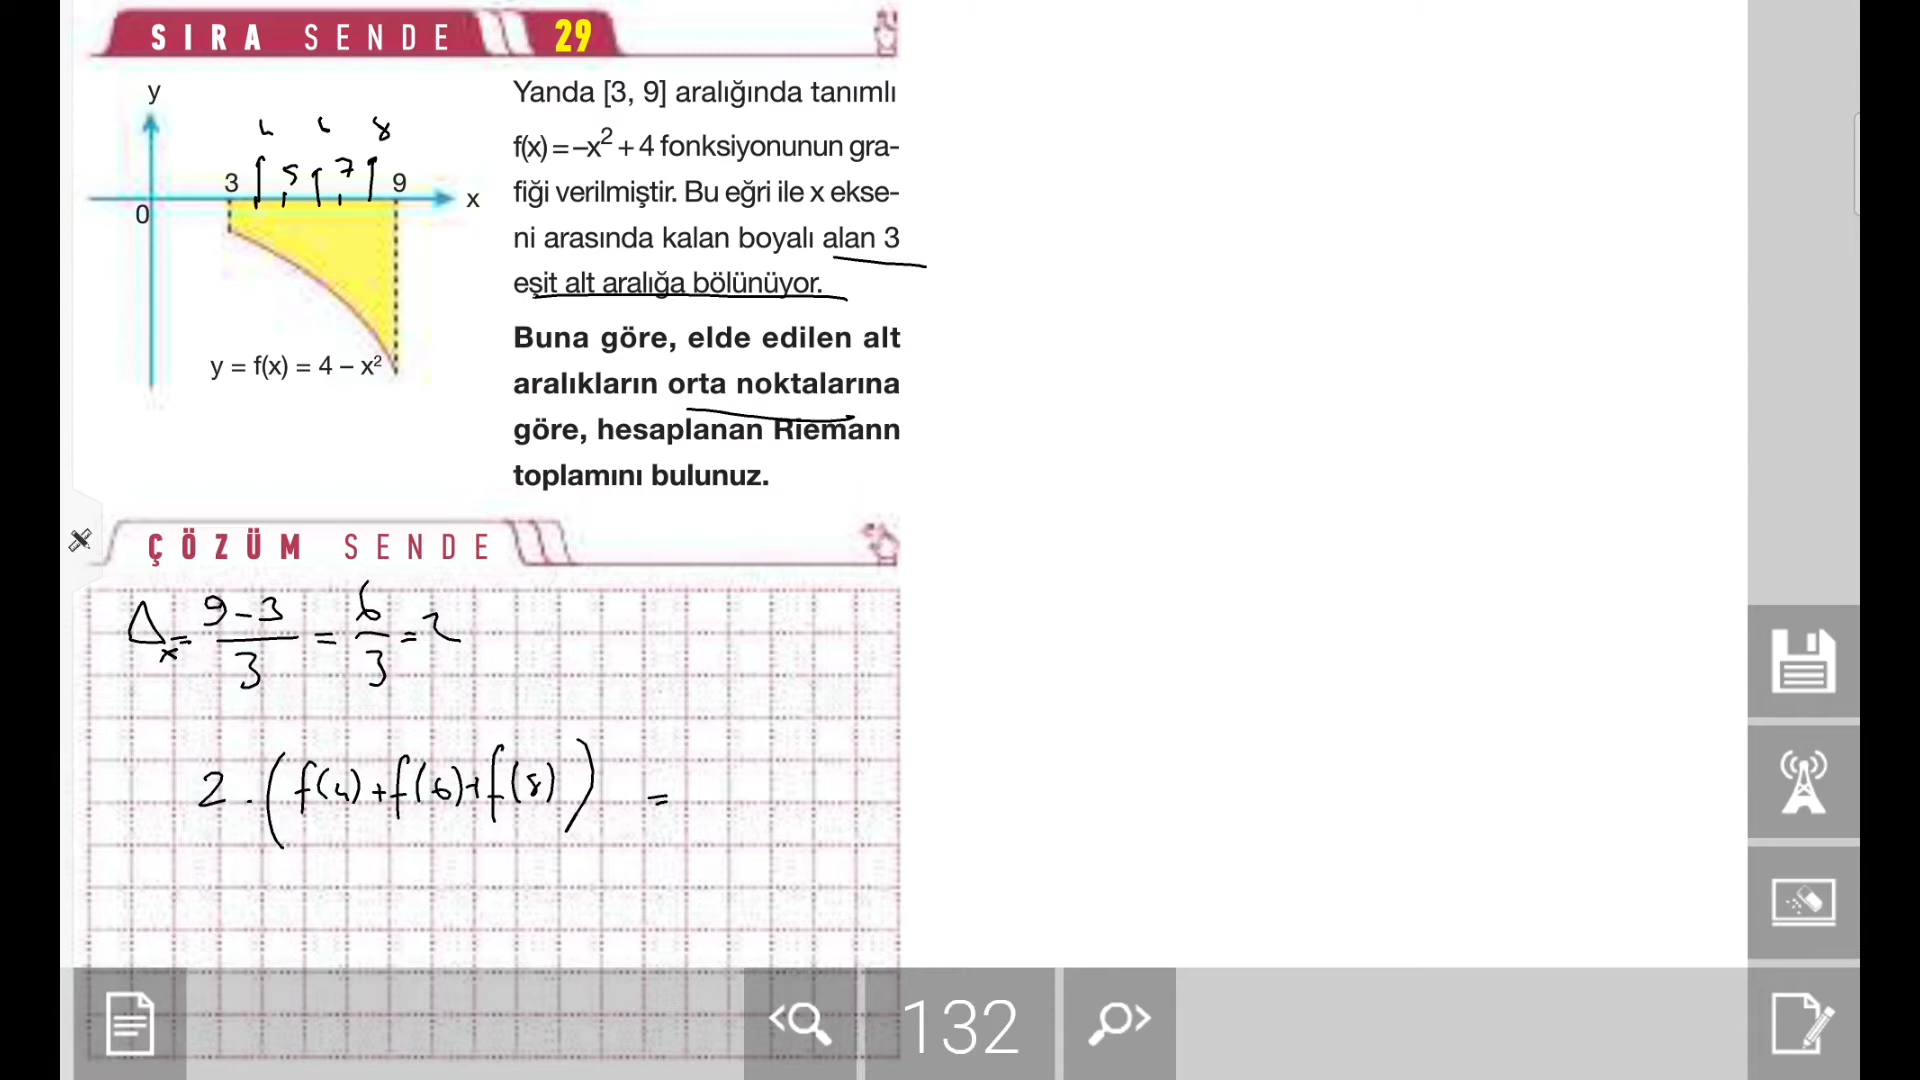 SIRA SENDE 29
y
4 6 8
3 5 7 9
x
0
y = f(x) = 4 – x²
Yanda [3, 9] aralığında tanımlı
f(x) = –x² + 4 fonksiyonunun gra-
fiği verilmiştir. Bu eğri ile x ekse-
ni arasında kalan boyalı alan 3
eşit alt aralığa bölünüyor.
Buna göre, elde edilen alt
aralıkların orta noktalarına
göre, hesaplanan Riemann
toplamını bulunuz.
ÇÖZÜM SENDE
Δx = 9-3/3 = 6/3 = 2
2 . (f(4)+f(6)+f(8)) =
132